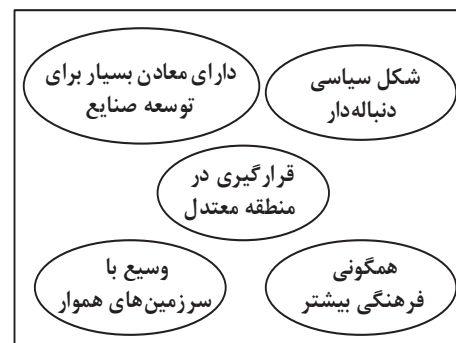 شکل سیاسی
دنباله‌دار
دارای معادن بسیار برای
توسعه صنایع
قرارگیری در
منطقه معتدل
همگونی
فرهنگی بیشتر
وسیع با
سرزمین‌های هموار